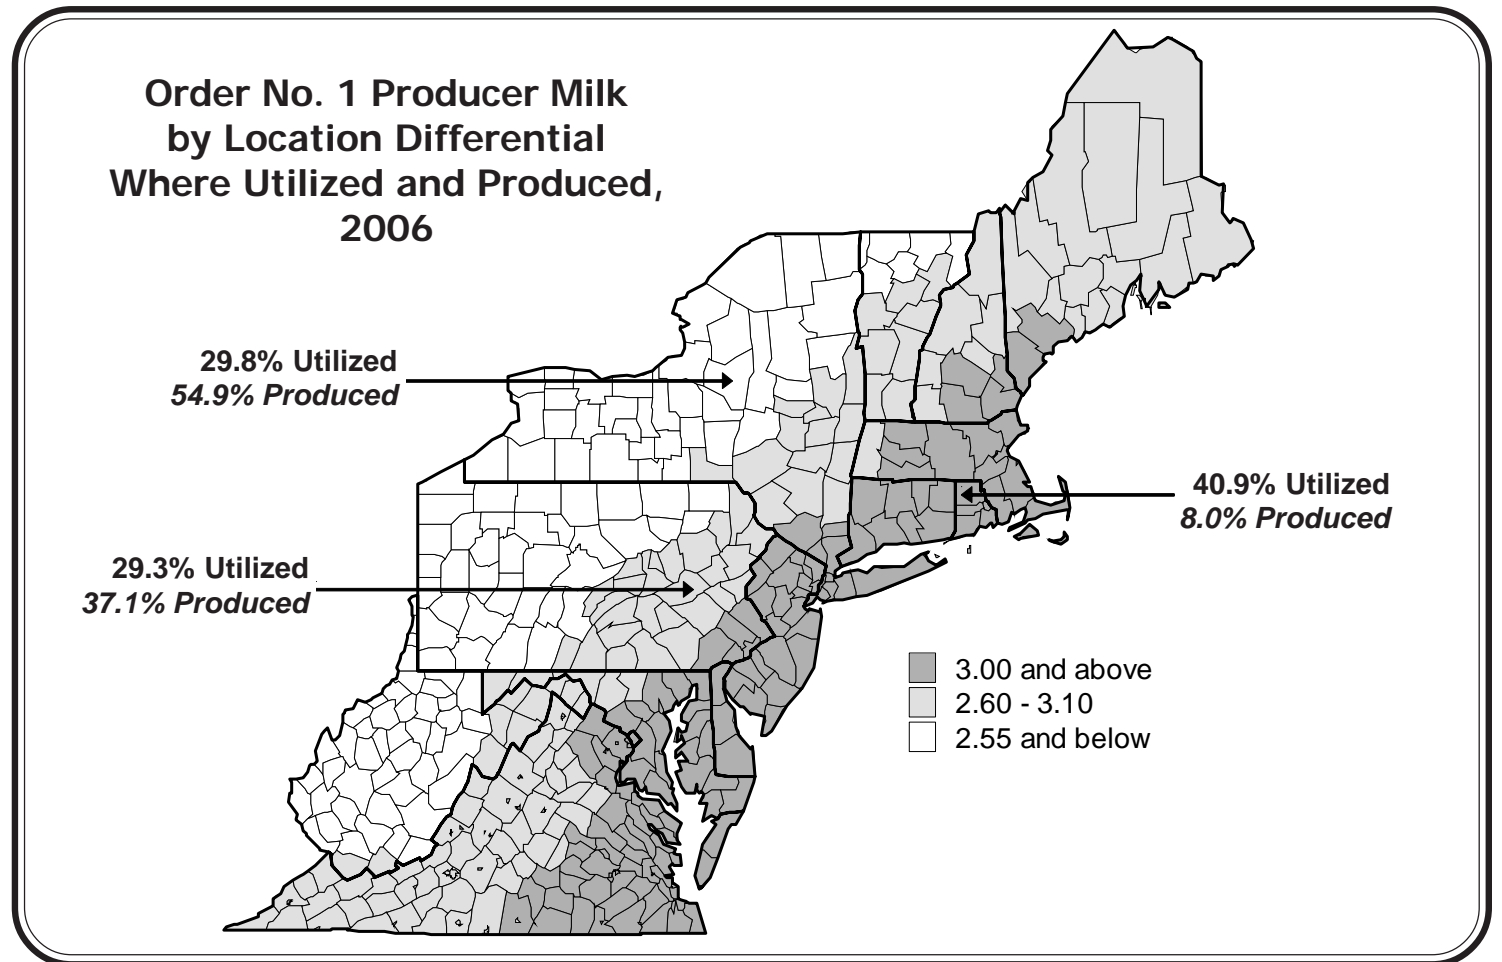 Order No. 1 Producer Milk
by Location Differential
Where Utilized and Produced,
2006
29.8% Utilized
54.9% Produced
40.9% Utilized
8.0% Produced
29.3% Utilized
37.1% Produced
3.00 and above
2.60 - 3.10
2.55 and below